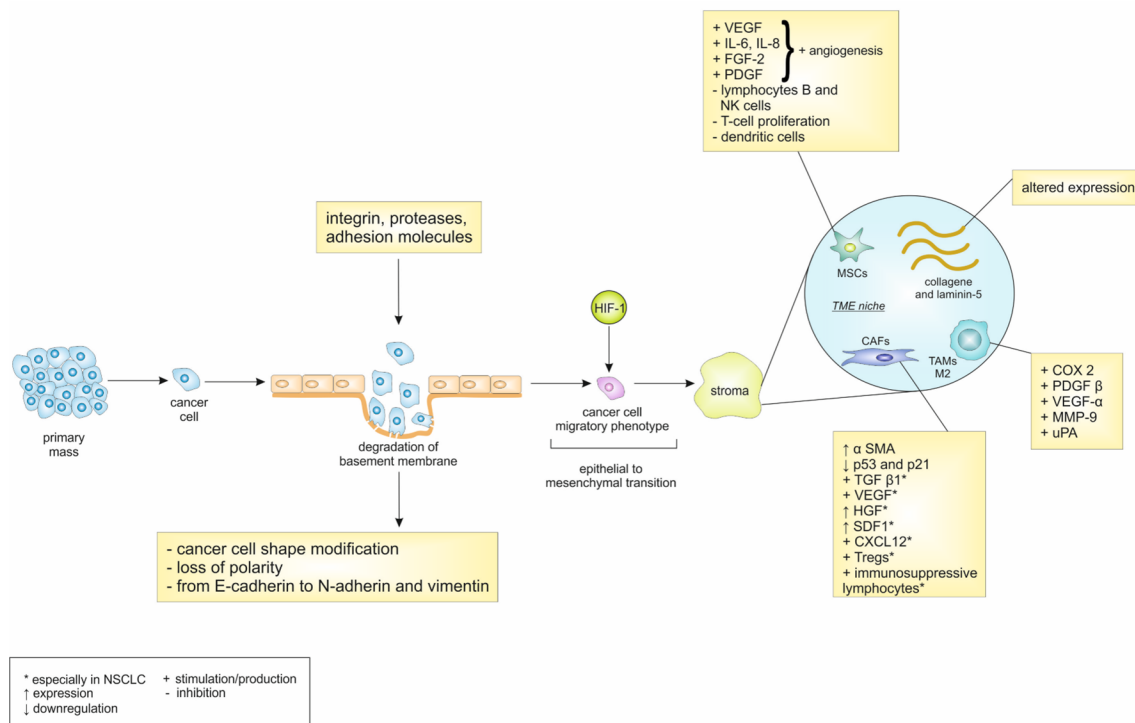 + VEGF
+ IL-6, IL-8
+ FGF-2
+ PDGF
+ angiogenesis
- lymphocytes B and
NK cells
- T-cell proliferation
- dendritic cells
altered expression
integrin, proteases,
adhesion molecules
MSCs
collagene
and laminin-5
TME niche
HIF-1
CAFs
TAMs
M2
stroma
primary
mass
cancer
cell
degradation of
basement membrane
cancer cell
migratory phenotype
epithelial to
mesenchymal transition
+ COX 2
+ PDGF β
+ VEGF-α
+ MMP-9
+ uPA
↑ α SMA
↓ p53 and p21
+ TGF β1*
+ VEGF*
↑ HGF*
↑ SDF1*
+ CXCL12*
+ Tregs*
+ immunosuppressive
lymphocytes*
- cancer cell shape modification
- loss of polarity
- from E-cadherin to N-adherin and vimentin
* especially in NSCLC + stimulation/production
↑ expression - inhibition
↓ downregulation